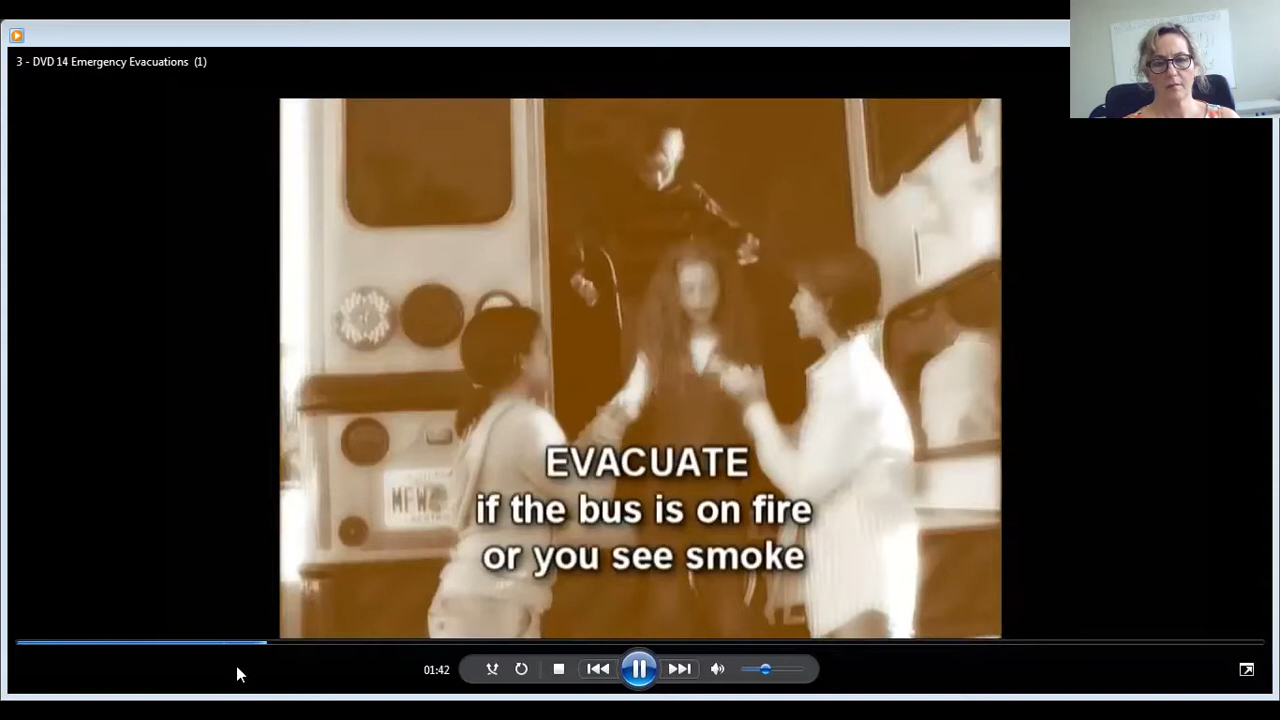 3 - DVD 14 Emergency Evacuations (1)
EVACUATE
if the bus is on fire
or you see smoke
01:42